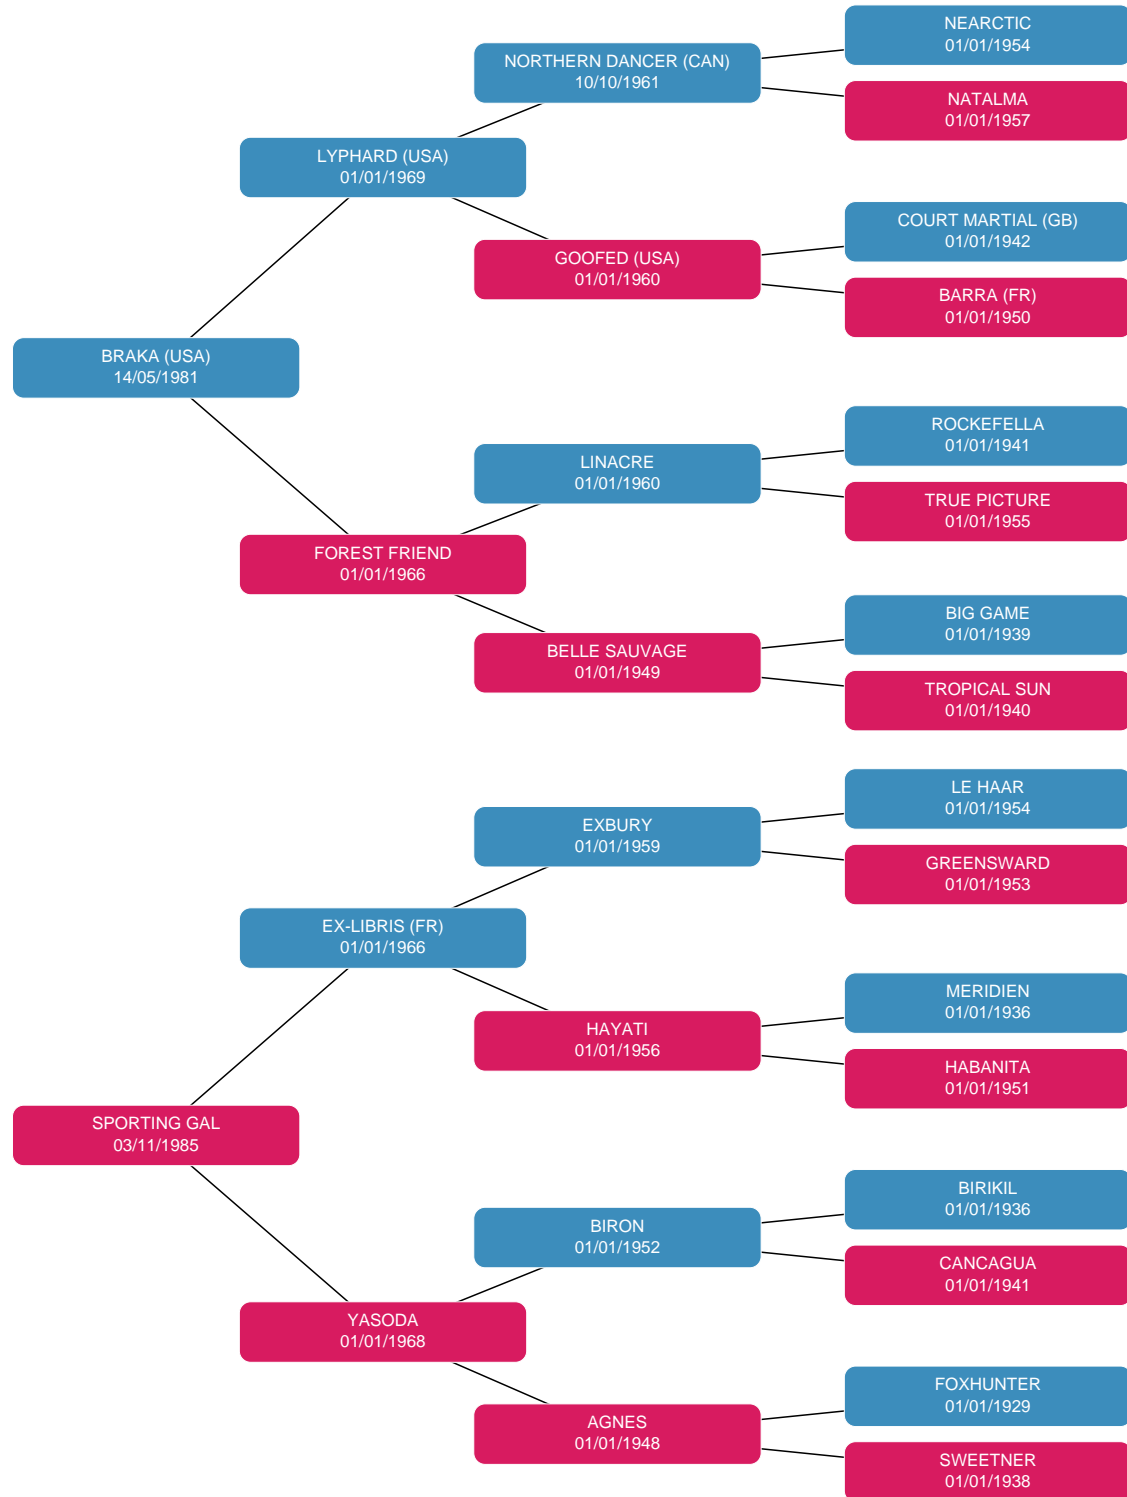 NEARCTIC
01/01/1954
NORTHERN DANCER (CAN)
10/10/1961
NATALMA
01/01/1957
LYPHARD (USA)
01/01/1969
COURT MARTIAL (GB)
01/01/1942
GOOFED (USA)
01/01/1960
BARRA (FR)
01/01/1950
BRAKA (USA)
14/05/1981
ROCKEFELLA
01/01/1941
LINACRE
01/01/1960
TRUE PICTURE
01/01/1955
FOREST FRIEND
01/01/1966
BIG GAME
01/01/1939
BELLE SAUVAGE
01/01/1949
TROPICAL SUN
01/01/1940
LE HAAR
01/01/1954
EXBURY
01/01/1959
GREENSWARD
01/01/1953
EX-LIBRIS (FR)
01/01/1966
MERIDIEN
01/01/1936
HAYATI
01/01/1956
HABANITA
01/01/1951
SPORTING GAL
03/11/1985
BIRIKIL
01/01/1936
BIRON
01/01/1952
CANCAGUA
01/01/1941
YASODA
01/01/1968
FOXHUNTER
01/01/1929
AGNES
01/01/1948
SWEETNER
01/01/1938